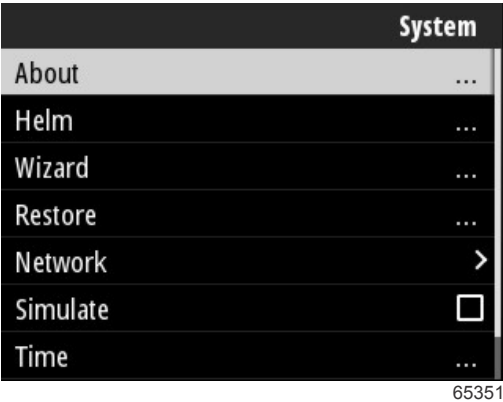 System
About ...
Helm ...
Wizard ...
Restore ...
Network >
Simulate
Time ...
65351